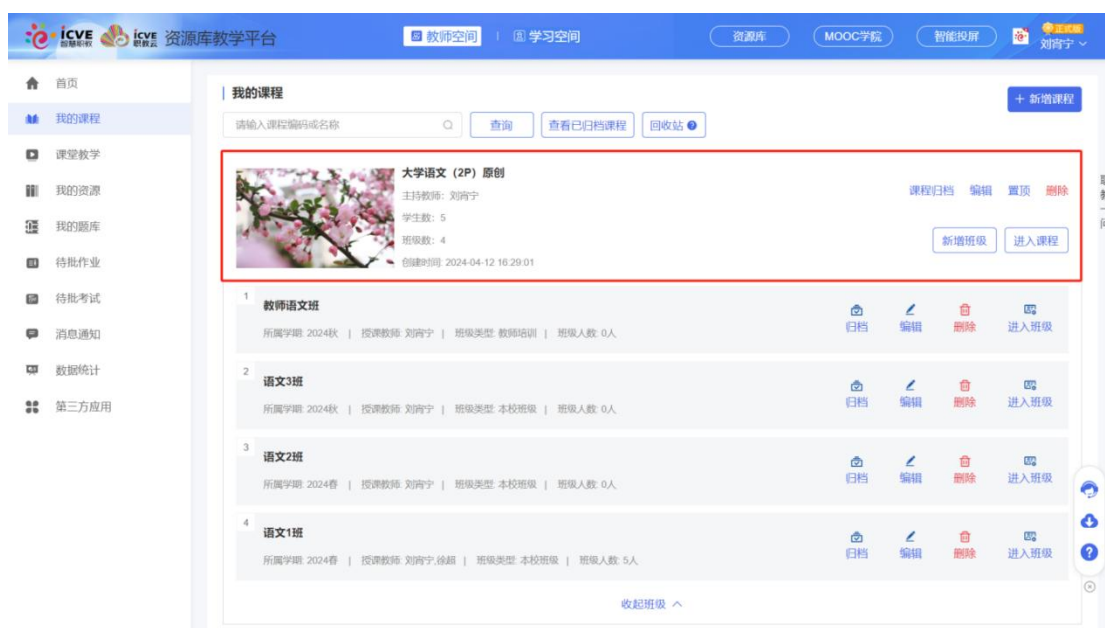 icve 智慧职教 icve 职教云 资源库教学平台
教师空间 | 学习空间
资源库 MOOC学院 智能投屏 正式版 刘宵宁
首页
我的课程
课堂教学
我的资源
我的题库
待批作业
待批考试
消息通知
数据统计
第三方应用
我的课程
+ 新增课程
请输入课程编码或名称 查询 查看已归档课程 回收站
大学语文（2P）原创
主持教师: 刘宵宁
学生数: 5
班级数: 4
创建时间: 2024-04-12 16:29:01
课程归档 编辑 置顶 删除
新增班级 进入课程
1 教师语文班
所属学期: 2024秋 | 授课教师: 刘宵宁 | 班级类型: 教师培训 | 班级人数: 0人
归档 编辑 删除 进入班级
2 语文3班
所属学期: 2024秋 | 授课教师: 刘宵宁 | 班级类型: 本校班级 | 班级人数: 0人
归档 编辑 删除 进入班级
3 语文2班
所属学期: 2024春 | 授课教师: 刘宵宁 | 班级类型: 本校班级 | 班级人数: 0人
归档 编辑 删除 进入班级
4 语文1班
所属学期: 2024春 | 授课教师: 刘宵宁,徐超 | 班级类型: 本校班级 | 班级人数: 5人
归档 编辑 删除 进入班级
收起班级